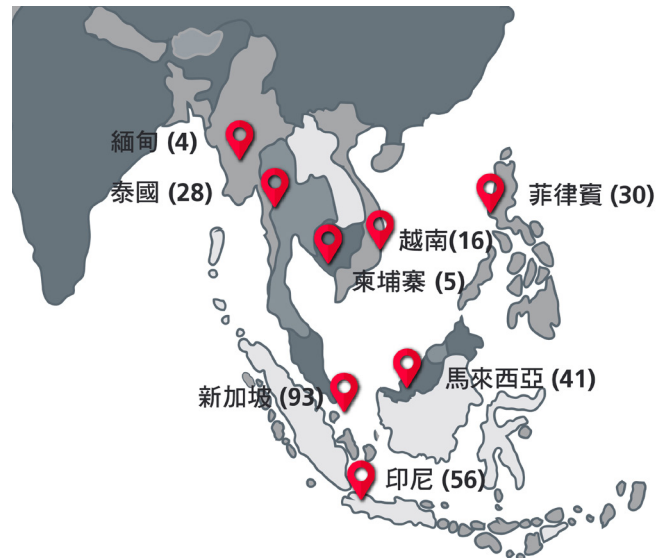 緬甸 (4)
泰國 (28)
菲律賓 (30)
越南(16)
柬埔寨 (5)
馬來西亞 (41)
新加坡 (93)
印尼 (56)